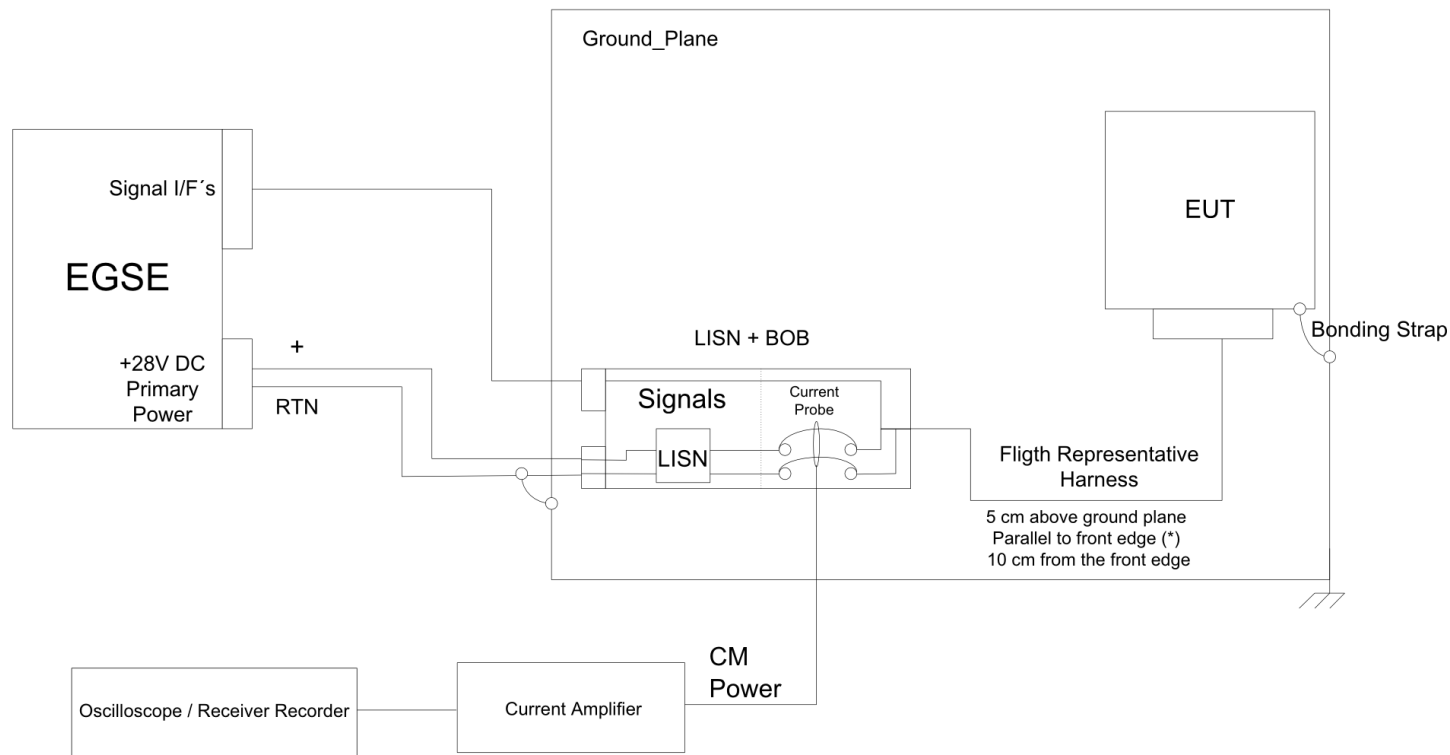 Ground_Plane
Signal I/F´s
EGSE
EUT
+28V DC
Primary
Power
+
RTN
LISN + BOB
Bonding Strap
Signals
Current
Probe
LISN
Fligth Representative
Harness
5 cm above ground plane
Parallel to front edge (*)
10 cm from the front edge
CM
Power
Oscilloscope / Receiver Recorder
Current Amplifier